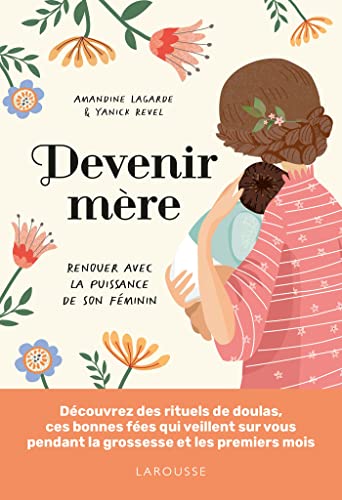 AMANDINE LAGARDE
& YANICK REVEL
Devenir
mère
RENOUER AVEC
LA PUISSANCE
DE SON FÉMININ
Découvrez des rituels de doulas,
ces bonnes fées qui veillent sur vous
pendant la grossesse et les premiers mois
LAROUSSE